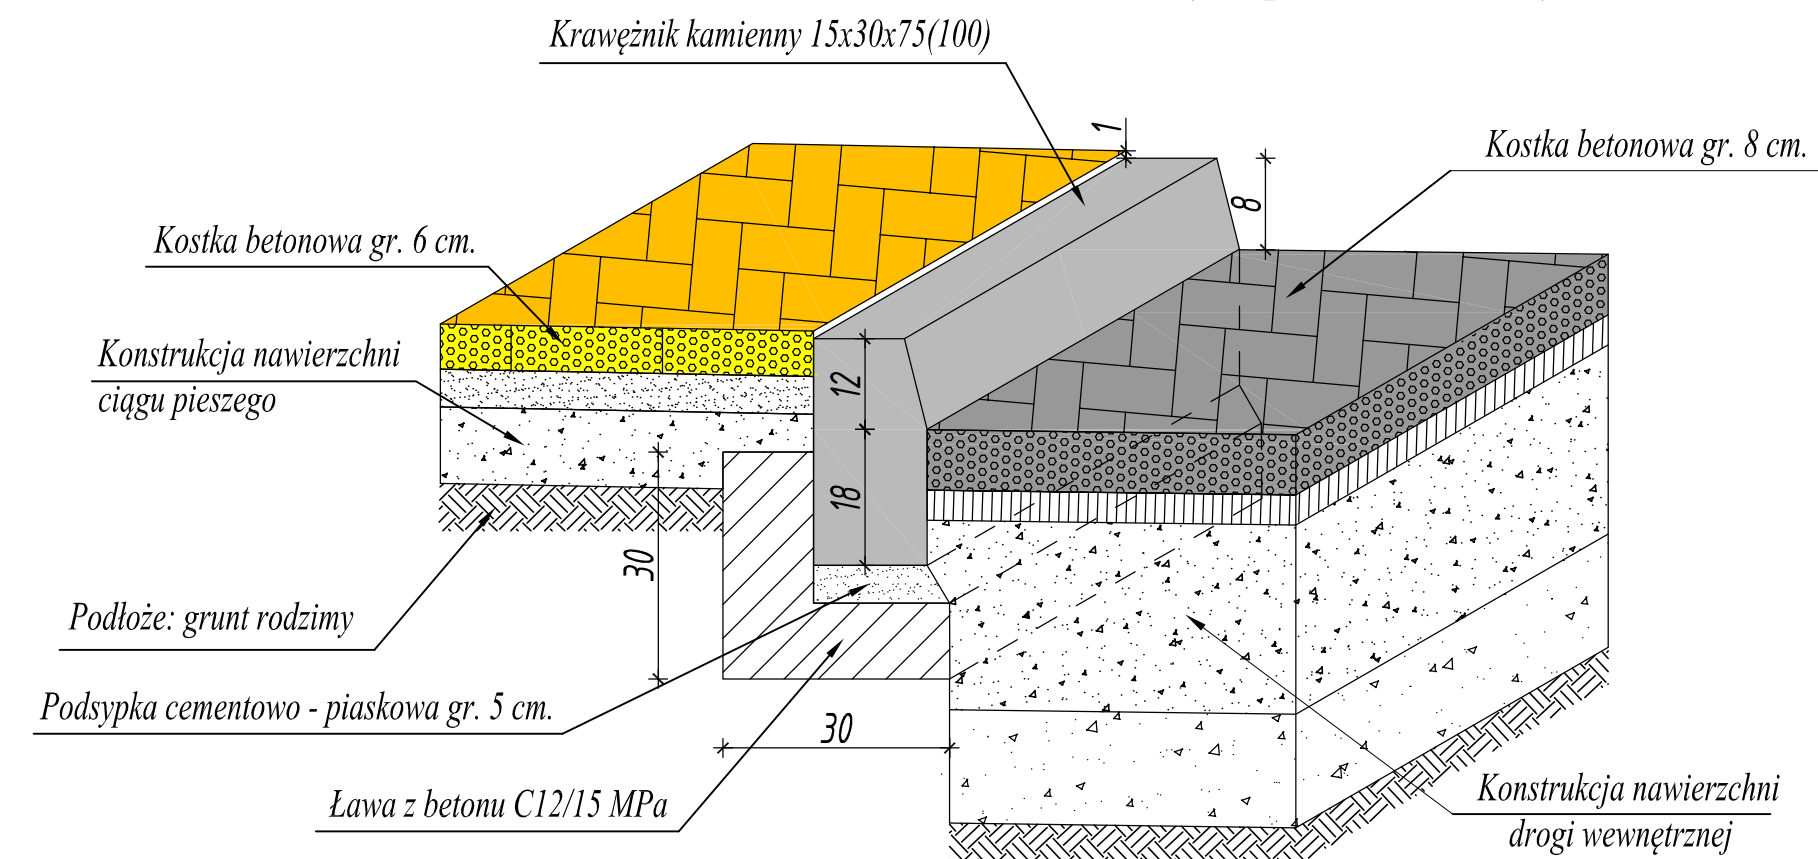 Krawężnik kamienny 15x30x75(100)
1
Kostka betonowa gr. 8 cm.
8
Kostka betonowa gr. 6 cm.
Konstrukcja nawierzchni
ciągu pieszego
12
18
30
Podłoże: grunt rodzimy
Podsypka cementowo - piaskowa gr. 5 cm.
30
Ława z betonu C12/15 MPa
Konstrukcja nawierzchni
drogi wewnętrznej